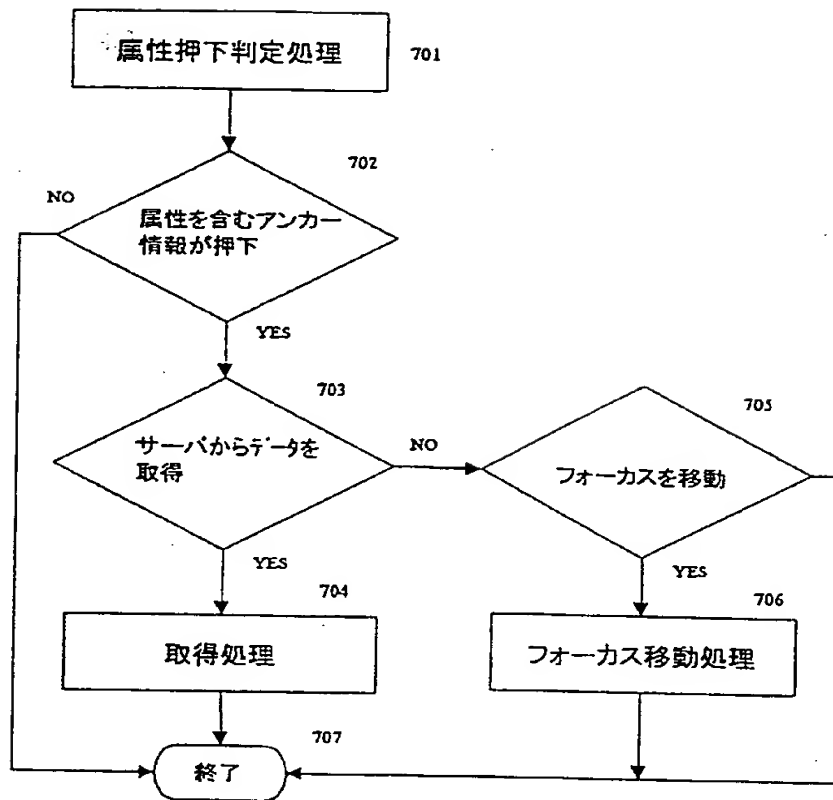 属性押下判定処理
701
702
NO
属性を含むアンカー
情報が押下
YES
703
705
サーバからデータを
取得
NO
フォーカスを移動
YES
YES
704
706
取得処理
フォーカス移動処理
707
終了